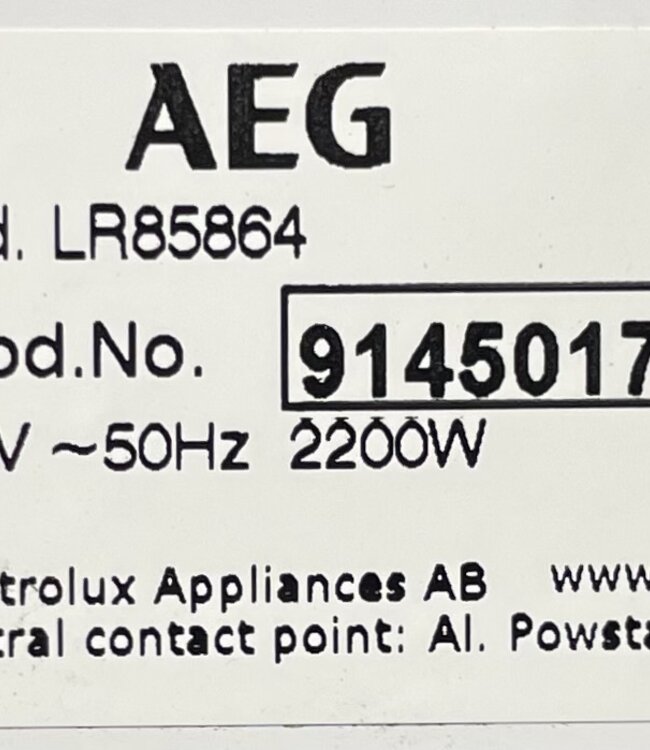 AEG
d. LR85864
od.No. 9145017
V ~50Hz 2200W
trolux Appliances AB www
tral contact point: Al. Powsta